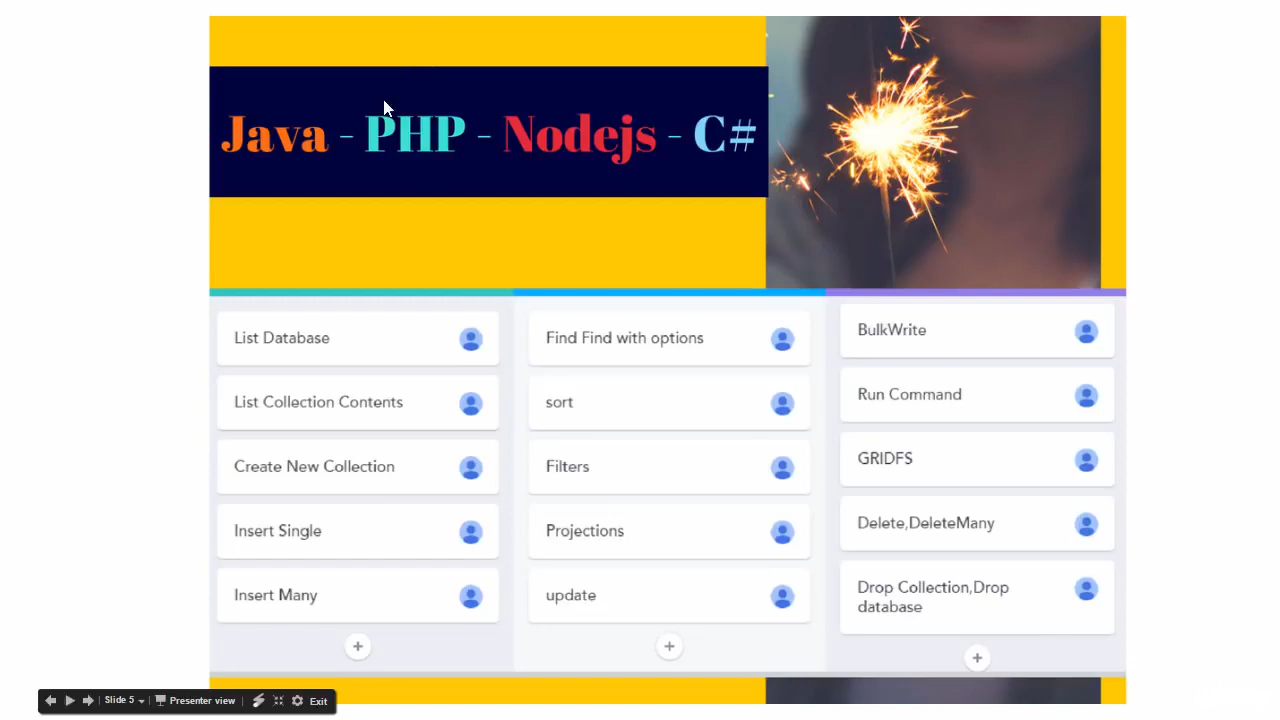 Java - PHP - Nodejs - C#
List Database
List Collection Contents
Create New Collection
Insert Single
Insert Many
Find Find with options
sort
Filters
Projections
update
BulkWrite
Run Command
GRIDFS
Delete,DeleteMany
Drop Collection,Drop
database
Slide 5
Presenter view
Exit